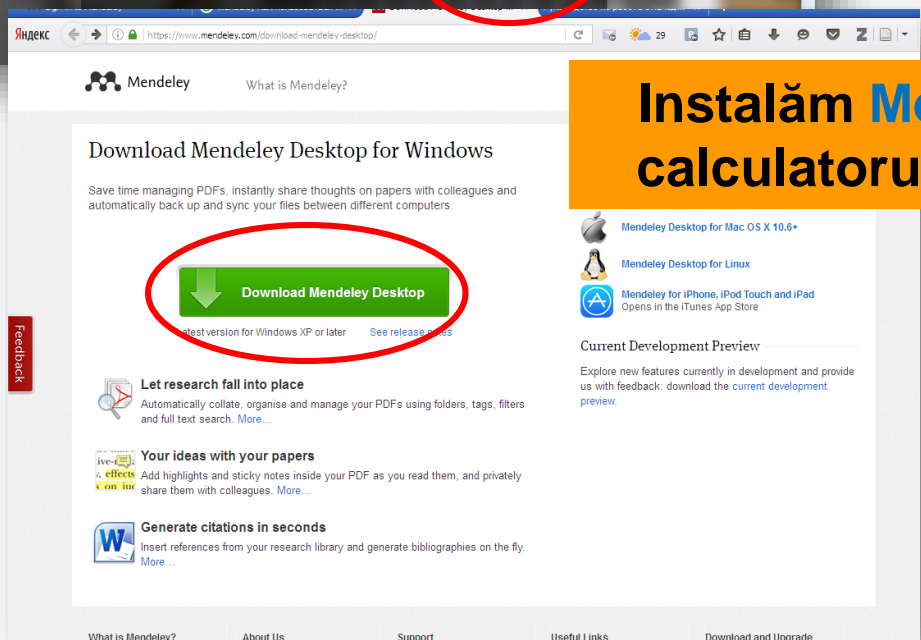 Яндекс
https://www.mendeley.com/download-mendeley-desktop/
29
Mendeley
What is Mendeley?
Instalăm
Download Mendeley Desktop for Windows
Save time managing PDFs, instantly share thoughts on papers with colleagues and
automatically back up and sync your files between different computers.
Download Mendeley Desktop
version for Windows XP or later See release
Mendeley Desktop for Mac OS X 10.6+
Mendeley Desktop for Linux
Mendeley for iPhone, iPod Touch and iPad
Opens in the iTunes App Store
Current Development Preview
Explore new features currently in development and provide
us with feedback: download the current development
preview.
Feedback
Let research fall into place
Automatically collate, organise and manage your PDFs using folders, tags, filters
and full text search. More...
Your ideas with your papers
Add highlights and sticky notes inside your PDF as you read them, and privately
share them with colleagues. More...
Generate citations in seconds
Insert references from your research library and generate bibliographies on the fly.
More...
What is Mendeley? About Us Support Useful Links Download and Upgrade